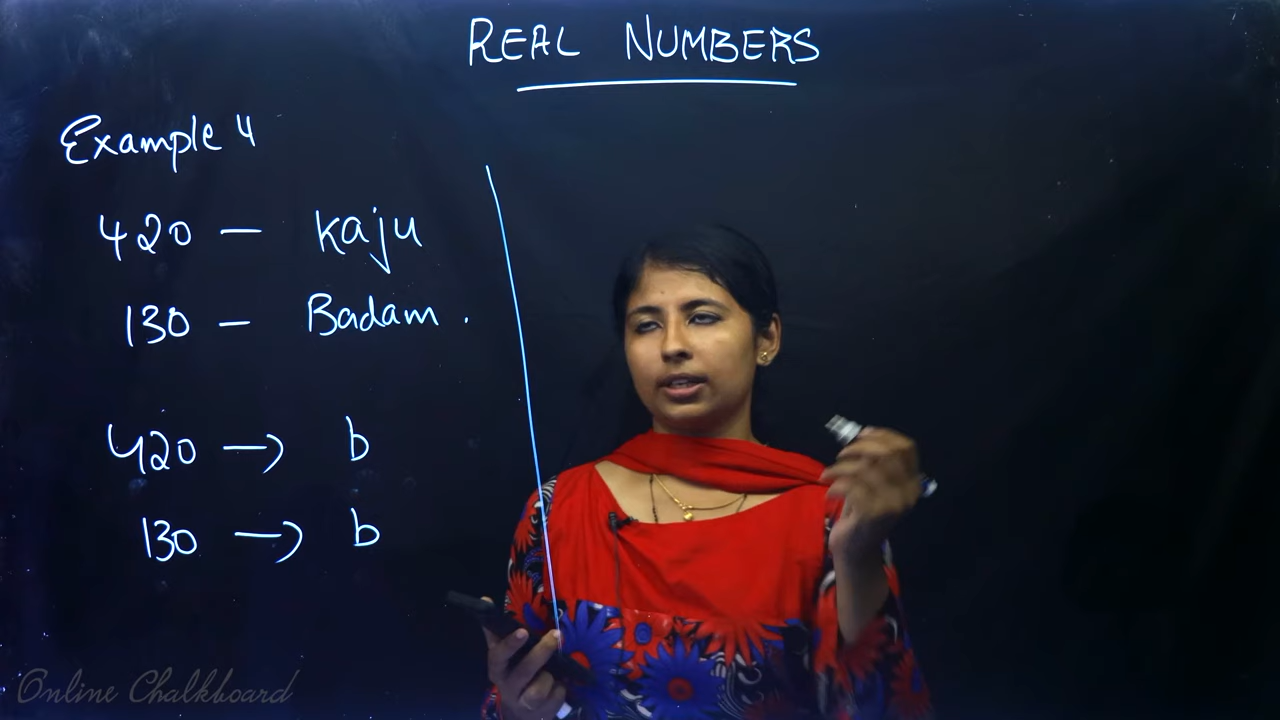 REAL NUMBERS
Example 4
420 — Kaju
130 — Badam.
420 → b
130 → b
Online Chalkboard